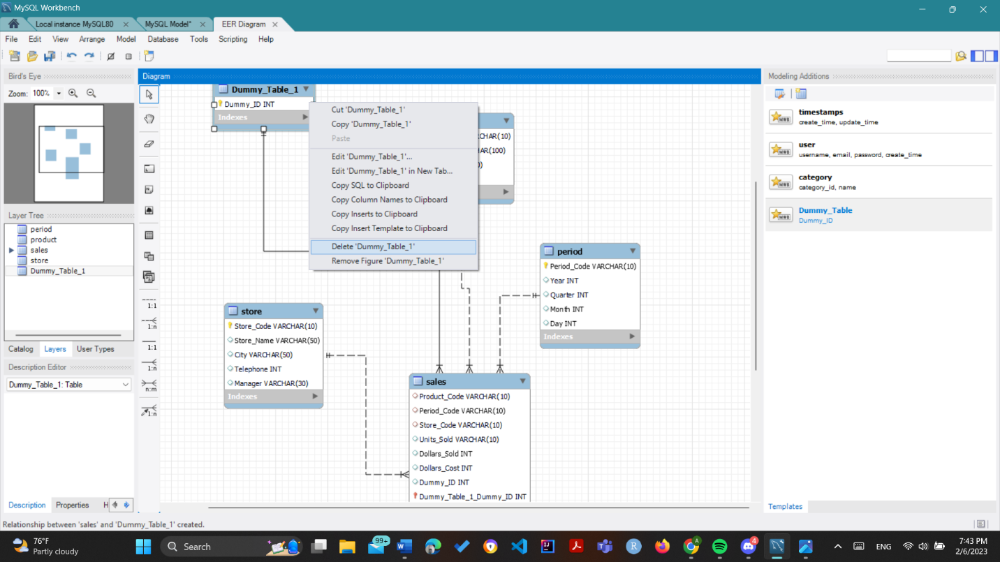 MySQL Workbench
Local instance MySQL80
MySQL Model*
EER Diagram
File Edit View Arrange Model Database Tools Scripting Help
Bird's Eye
Zoom: 100%
Layer Tree
period
product
sales
store
Dummy_Table_1
Catalog Layers User Types
Description Editor
Dummy_Table_1: Table
Description Properties H
Diagram
1:1
1:n
1:1
1:n
n:m
1:n
Dummy_Table_1
Dummy_ID INT
Indexes
Cut 'Dummy_Table_1'
Copy 'Dummy_Table_1'
Paste
Edit 'Dummy_Table_1'...
Edit 'Dummy_Table_1' in New Tab...
Copy SQL to Clipboard
Copy Column Names to Clipboard
Copy Inserts to Clipboard
Copy Insert Template to Clipboard
Delete 'Dummy_Table_1'
Remove Figure 'Dummy_Table_1'
CHAR(10)
AR(100)
0)
period
Period_Code VARCHAR(10)
Year INT
Quarter INT
Month INT
Day INT
Indexes
store
Store_Code VARCHAR(10)
Store_Name VARCHAR(50)
City VARCHAR(50)
Telephone INT
Manager VARCHAR(30)
Indexes
sales
Product_Code VARCHAR(10)
Period_Code VARCHAR(10)
Store_Code VARCHAR(10)
Units_Sold VARCHAR(10)
Dollars_Sold INT
Dollars_Cost INT
Dummy_ID INT
Dummy_Table_1_Dummy_ID INT
Modeling Additions
MWB
timestamps
create_time, update_time
MWB
user
username, email, password, create_time
MWB
category
category_id, name
MWB
Dummy_Table
Dummy_ID
Templates
Relationship between 'sales' and 'Dummy_Table_1' created.
76°F
Partly cloudy
Search
99+
4
ENG
7:43 PM
2/6/2023